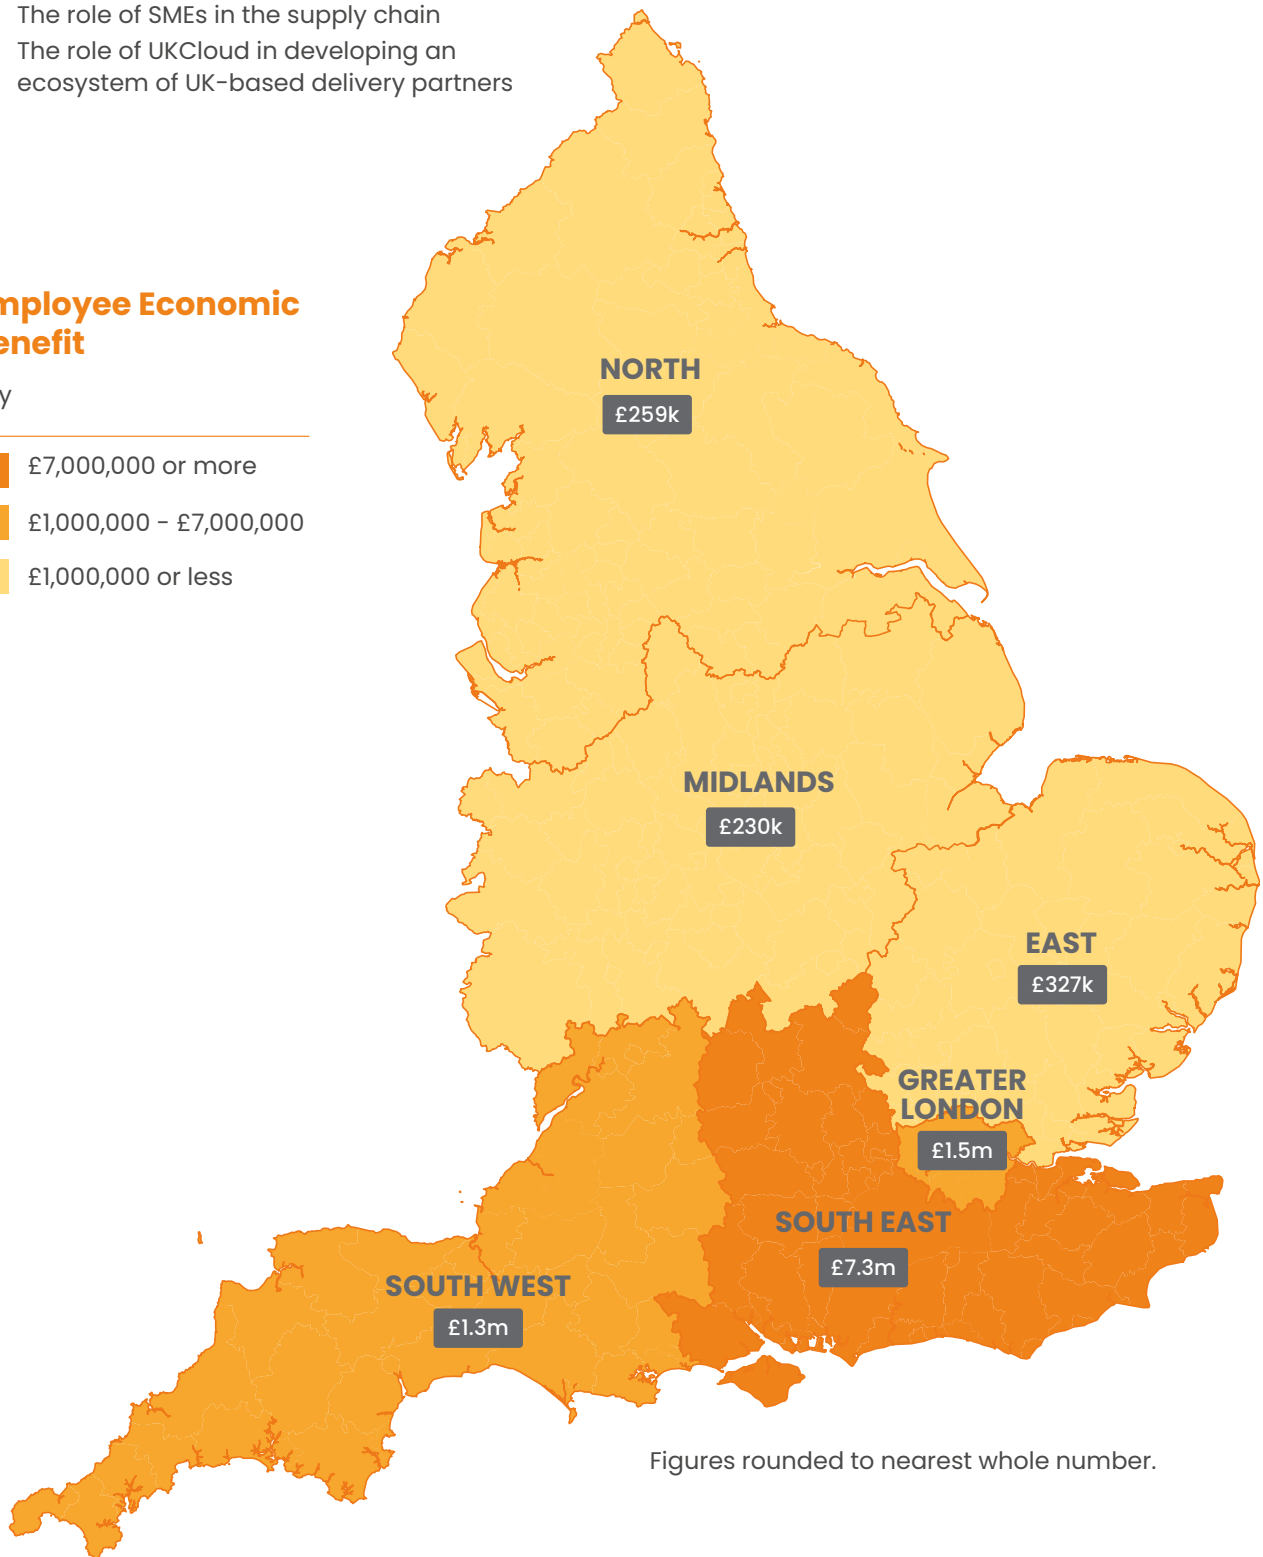 The role of SMEs in the supply chain
The role of UKCloud in developing an
ecosystem of UK-based delivery partners
mployee Economic
enefit
y
£7,000,000 or more
£1,000,000 - £7,000,000
£1,000,000 or less
NORTH
£259k
MIDLANDS
£230k
EAST
£327k
GREATER
LONDON
£1.5m
SOUTH EAST
£7.3m
SOUTH WEST
£1.3m
Figures rounded to nearest whole number.